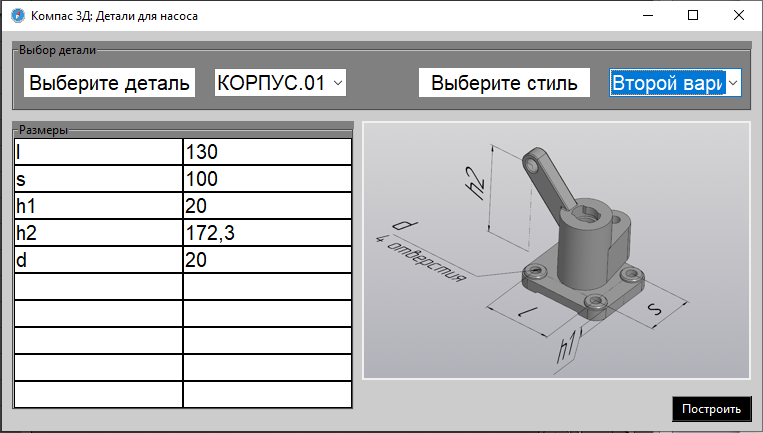 Компас 3Д: Детали для насоса
Выбор детали
Выберите деталь
КОРПУС.01
Выберите стиль
Второй вари
Размеры
l 130
s 100
h1 20
h2 172,3
d 20
h2
d
4 отверстия
l
s
h1
Построить